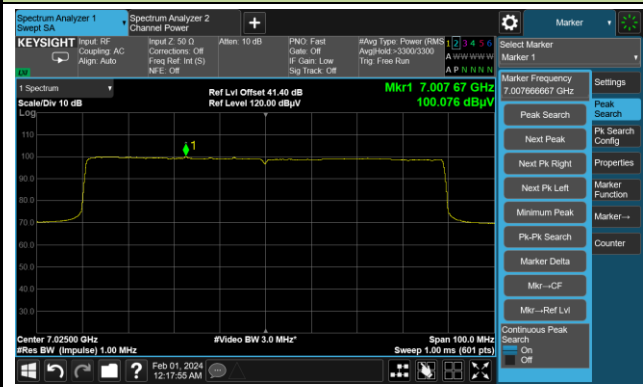 Spectrum Analyzer 1
Swept SA
Spectrum Analyzer 2
Channel Power
+
Marker
KEYSIGHT
Input: RF
Coupling: AC
Align: Auto
Input Z: 50 Ω
Corrections: Off
Freq Ref: Int (S)
NFE: Off
Atten: 10 dB
PNO: Fast
Gate: Off
IF Gain: Low
Sig Track: Off
#Avg Type: Power (RMS
Avg|Hold:>3300/3300
Trig: Free Run
1 2 3 4 5 6
A W W W W W
A P N N N N
LVI
Select Marker
Marker 1
1 Spectrum
Scale/Div 10 dB
Log
Ref Lvl Offset 41.40 dB
Ref Level 120.00 dBµV
Mkr1 7.007 67 GHz
100.076 dBµV
1
110
100
90.0
80.0
70.0
60.0
50.0
40.0
30.0
Center 7.02500 GHz
#Res BW (Impulse) 1.00 MHz
#Video BW 3.0 MHz*
Span 100.0 MHz
Sweep 1.00 ms (601 pts)
Marker Frequency
7.007666667 GHz
Peak Search
Next Peak
Next Pk Right
Next Pk Left
Minimum Peak
Pk-Pk Search
Marker Delta
Mkr→CF
Mkr→Ref Lvl
Continuous Peak
Search
On
Off
Settings
Peak
Search
Pk Search
Config
Properties
Marker
Function
Marker→
Counter
?
Feb 01, 2024
12:17:55 AM